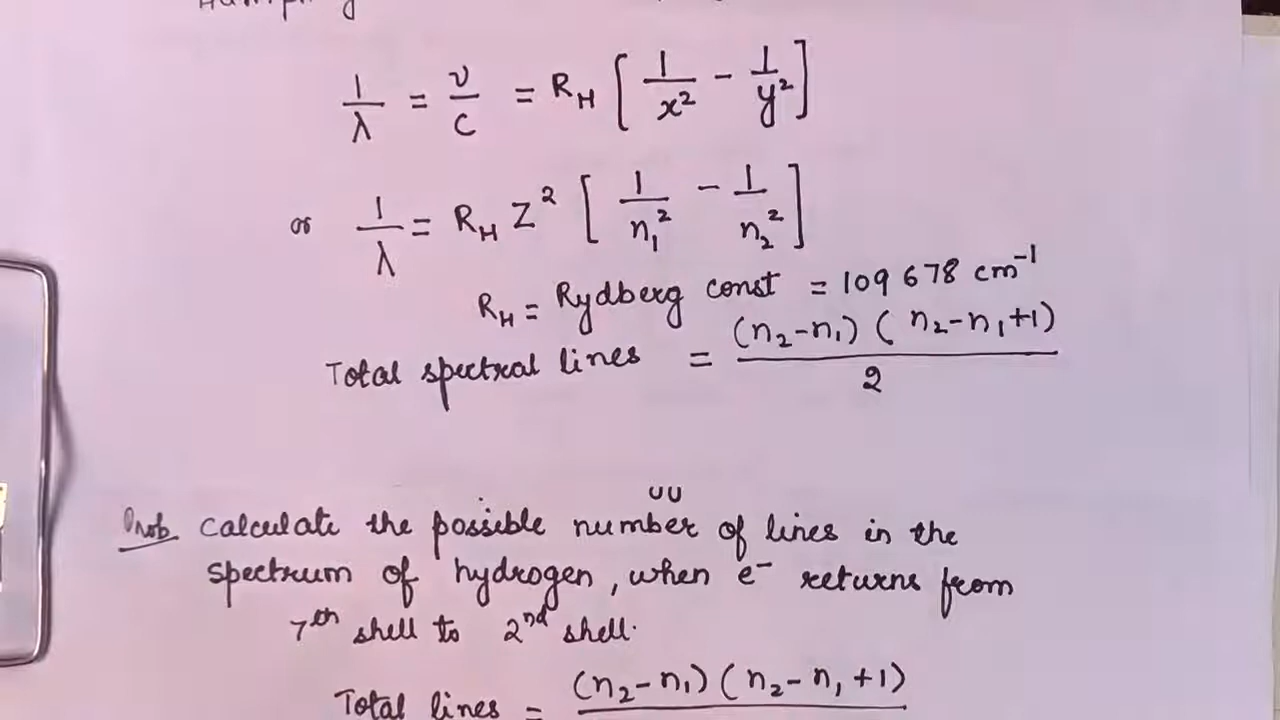 1/λ = ν/c = R_H [ 1/x² - 1/y² ]
or 1/λ = R_H Z² [ 1/n₁² - 1/n₂² ]
R_H = Rydberg const = 109 678 cm⁻¹
Total spectral lines = (n₂-n₁) ( n₂-n₁+1) / 2
Prob Calculate the possible number of lines in the
spectrum of hydrogen, when e⁻ returns from
7th shell to 2nd shell.
Total lines = (n₂-n₁) (n₂-n₁+1)